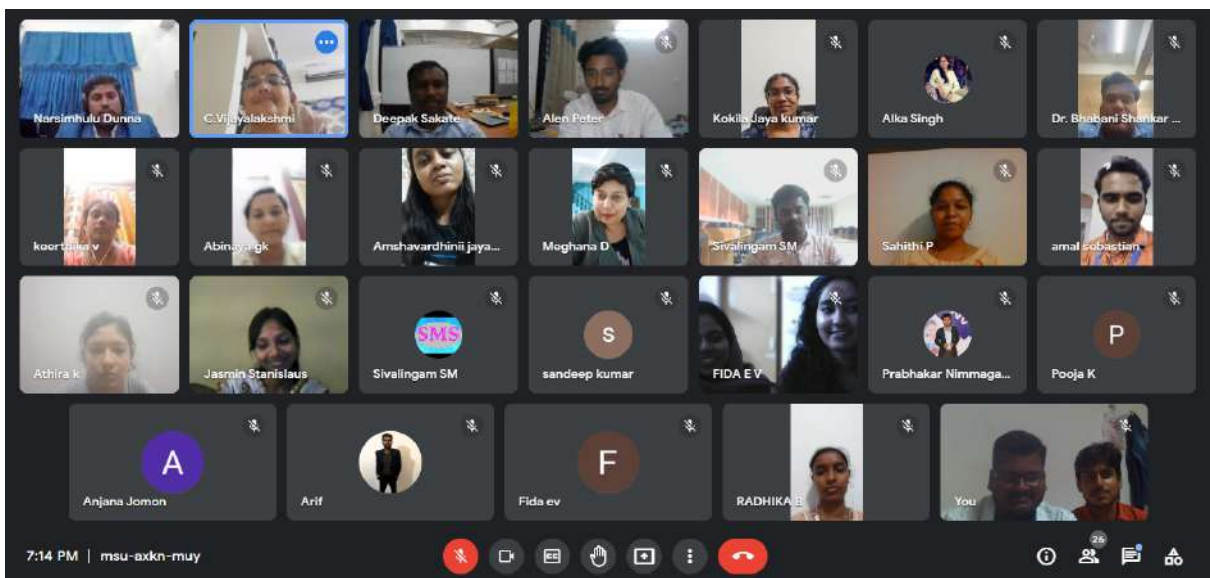 Narsimhulu Dunna
C.Vijayalakshmi
Deepak Sakate
Alen Peter
Kokila Jaya kumar
Alka Singh
Dr. Bhabani Shankar ...
keerthika v
Abinaya gk
Amshavardhinii jaya...
Meghana D
Sivalingam SM
Sahithi P
amal sebastian
Athira k
Jasmin Stanislaus
SMS
Sivalingam SM
S
sandeep kumar
FIDA E V
Prabhakar Nimmaga...
P
Pooja K
A
Anjana Jomon
Arif
F
Fida ev
RADHIKA B
You
7:14 PM | msu-axkn-muy
CC
26